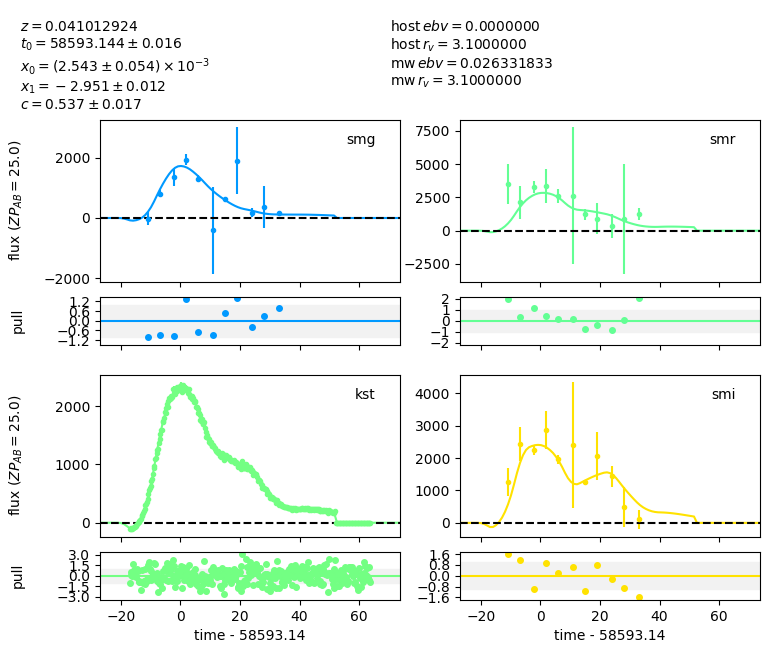 z = 0.041012924
t0 = 58593.144 ± 0.016
x0 = (2.543 ± 0.054) × 10^−3
x1 = −2.951 ± 0.012
c = 0.537 ± 0.017
host ebv = 0.0000000
host rv = 3.1000000
mw ebv = 0.026331833
mw rv = 3.1000000
flux (ZPAB = 25.0)
2000
0
−2000
smg
7500
5000
2500
0
−2500
smr
pull
1.2
0.6
0.0
−0.6
−1.2
2
1
0
−1
−2
flux (ZPAB = 25.0)
2000
1000
0
kst
4000
3000
2000
1000
0
smi
pull
3.0
1.5
0.0
−1.5
−3.0
1.6
0.8
0.0
−0.8
−1.6
−20 0 20 40 60
−20 0 20 40 60
time - 58593.14
time - 58593.14